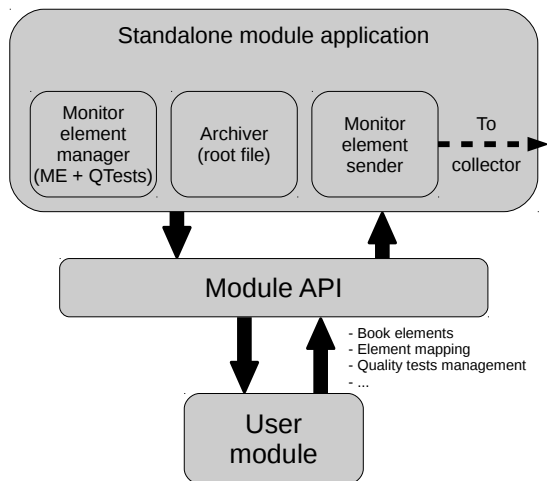 Standalone module application
Monitor
element
manager
(ME + QTests)
Archiver
(root file)
Monitor
element
sender
To
collector
Module API
- Book elements
- Element mapping
- Quality tests management
- ...
User
module